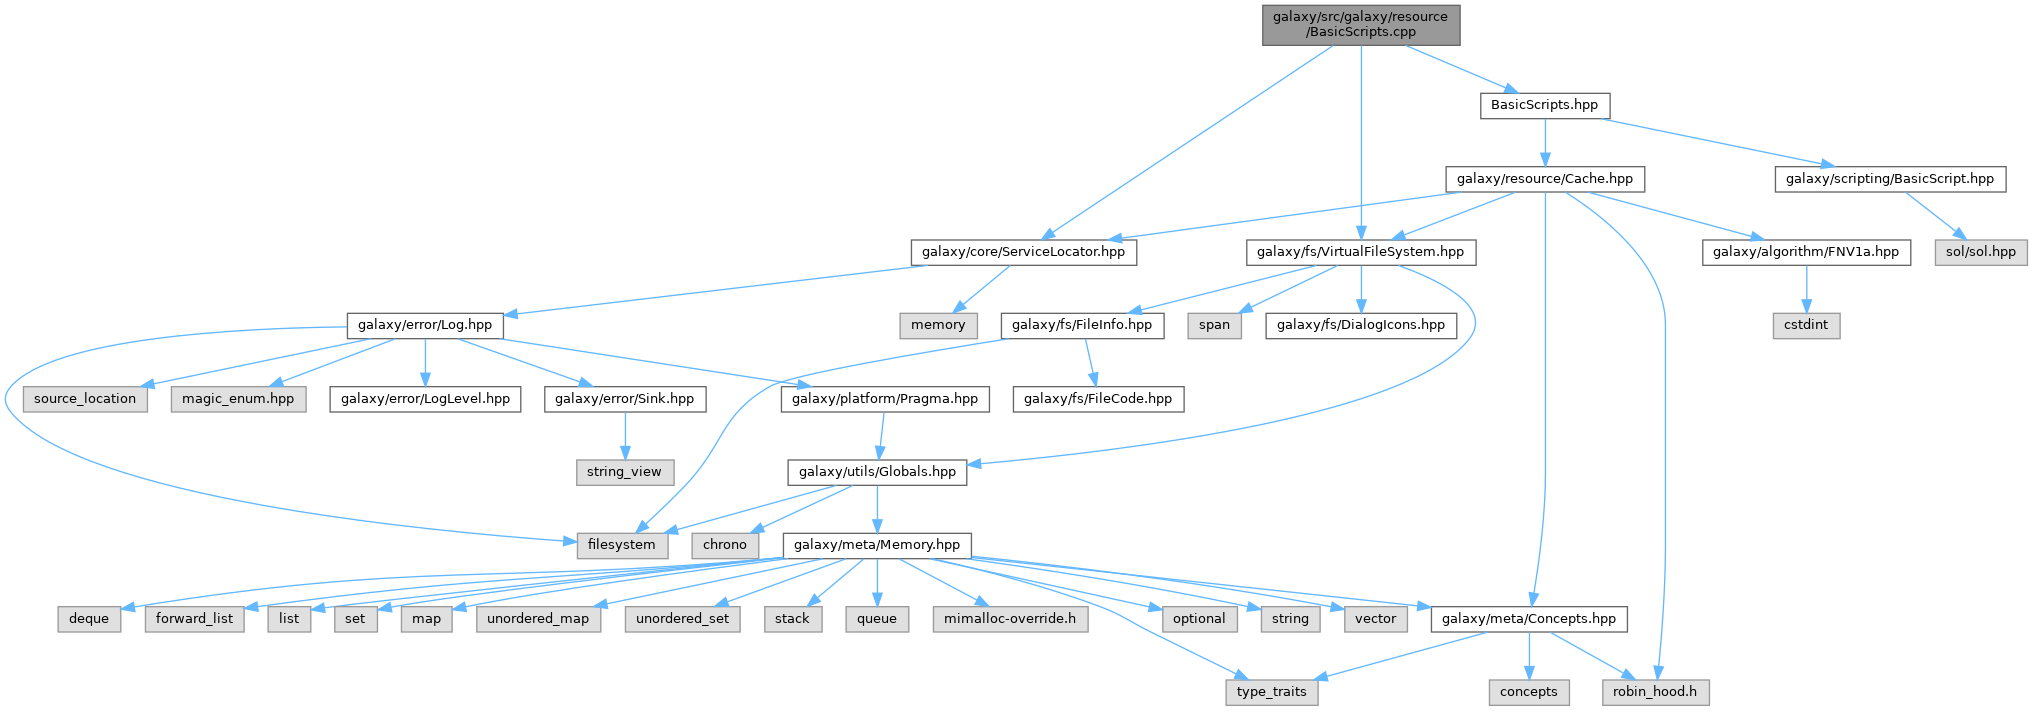 galaxy/src/galaxy/resource
/BasicScripts.cpp
BasicScripts.hpp
galaxy/resource/Cache.hpp
galaxy/scripting/BasicScript.hpp
galaxy/core/ServiceLocator.hpp
galaxy/fs/VirtualFileSystem.hpp
galaxy/algorithm/FNV1a.hpp
sol/sol.hpp
galaxy/error/Log.hpp
memory
galaxy/fs/FileInfo.hpp
span
galaxy/fs/DialogIcons.hpp
cstdint
source_location
magic_enum.hpp
galaxy/error/LogLevel.hpp
galaxy/error/Sink.hpp
galaxy/platform/Pragma.hpp
galaxy/fs/FileCode.hpp
string_view
galaxy/utils/Globals.hpp
filesystem
chrono
galaxy/meta/Memory.hpp
deque
forward_list
list
set
map
unordered_map
unordered_set
stack
queue
mimalloc-override.h
optional
string
vector
galaxy/meta/Concepts.hpp
type_traits
concepts
robin_hood.h